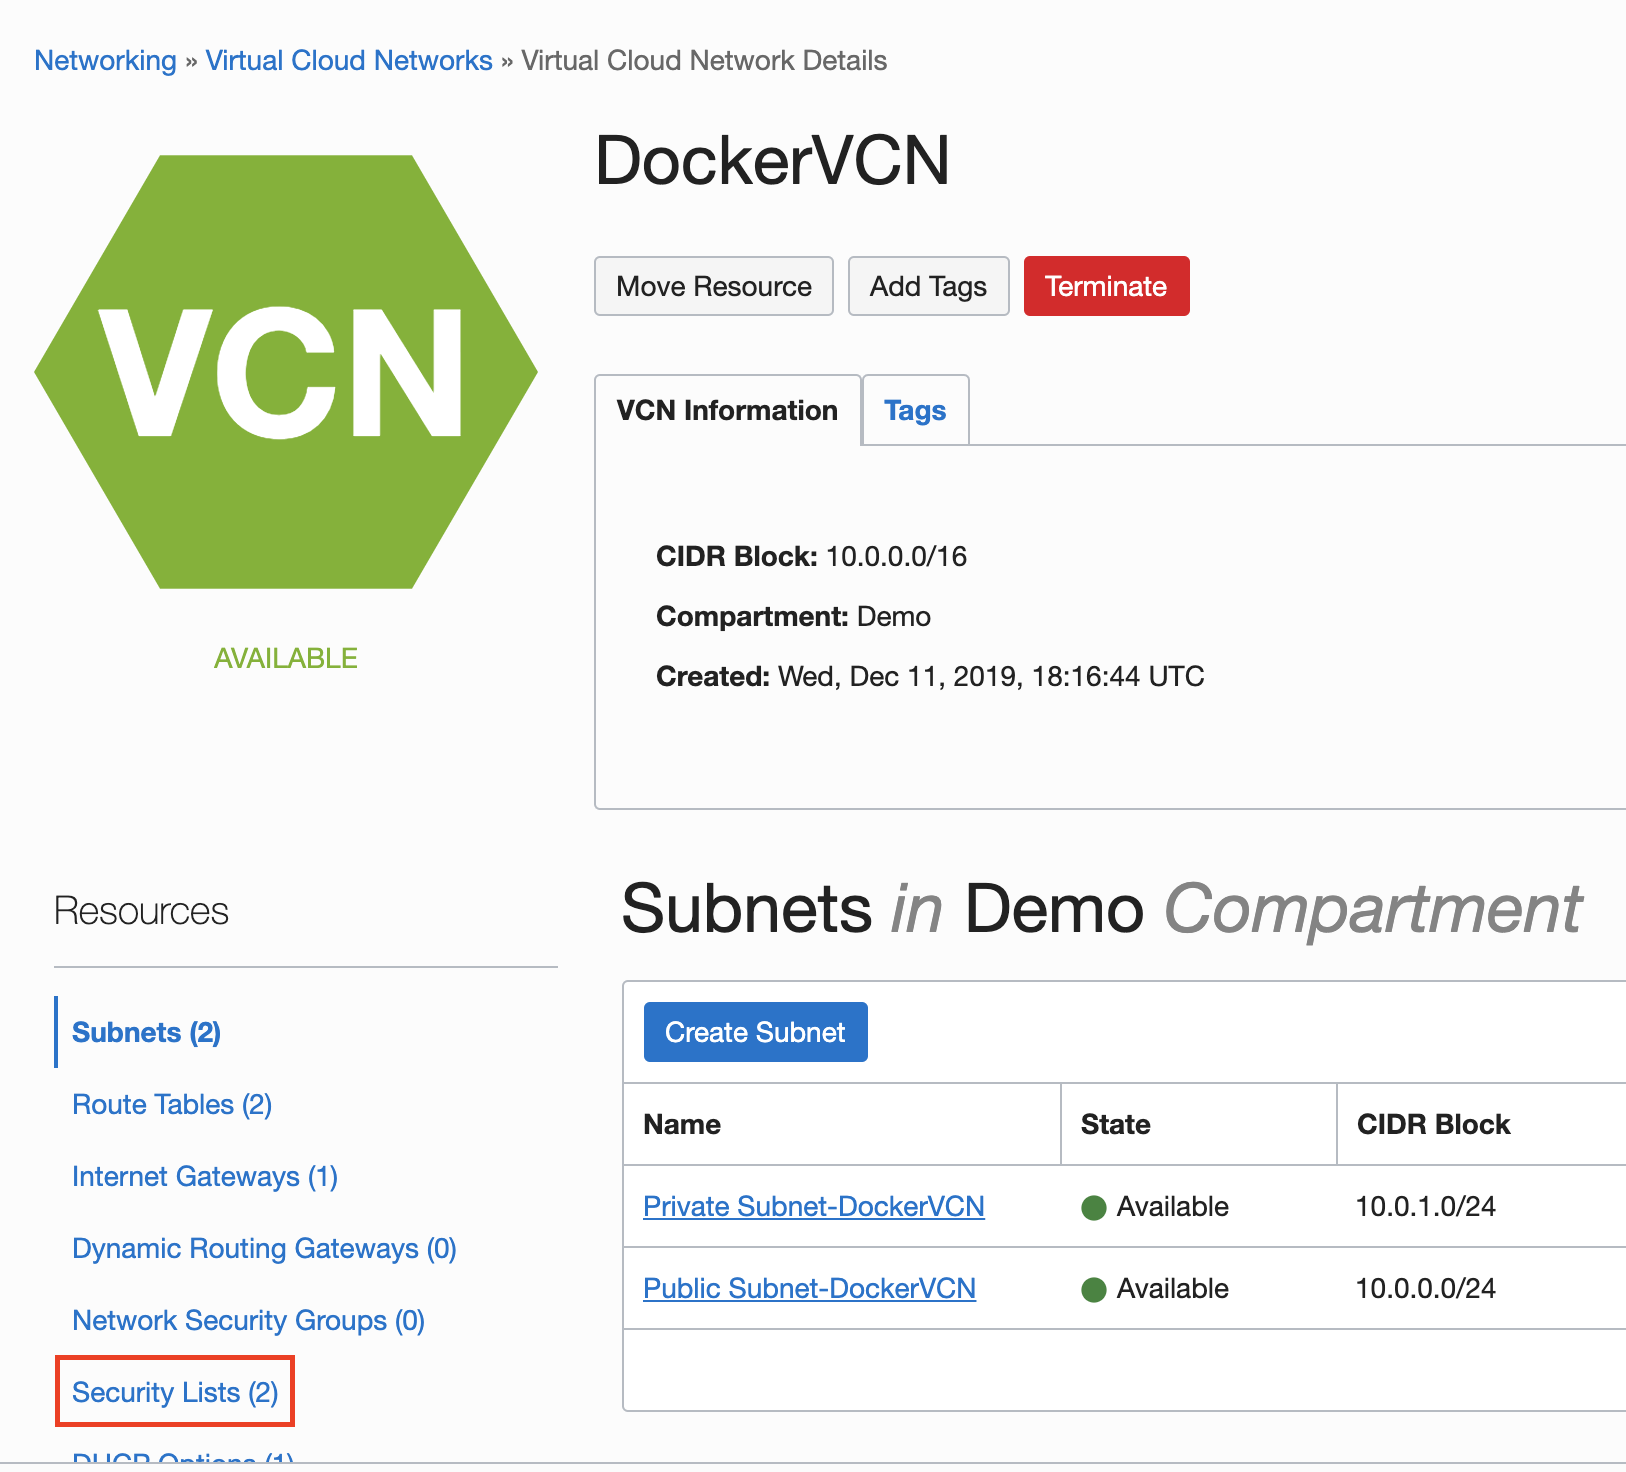 Networking » Virtual Cloud Networks » Virtual Cloud Network Details
VCN
AVAILABLE
DockerVCN
Move Resource Add Tags Terminate
VCN Information Tags
CIDR Block: 10.0.0.0/16
Compartment: Demo
Created: Wed, Dec 11, 2019, 18:16:44 UTC
Resources
Subnets (2)
Route Tables (2)
Internet Gateways (1)
Dynamic Routing Gateways (0)
Network Security Groups (0)
Security Lists (2)
DHCP Options (1)
Subnets in Demo Compartment
Create Subnet
Name State CIDR Block
Private Subnet-DockerVCN Available 10.0.1.0/24
Public Subnet-DockerVCN Available 10.0.0.0/24